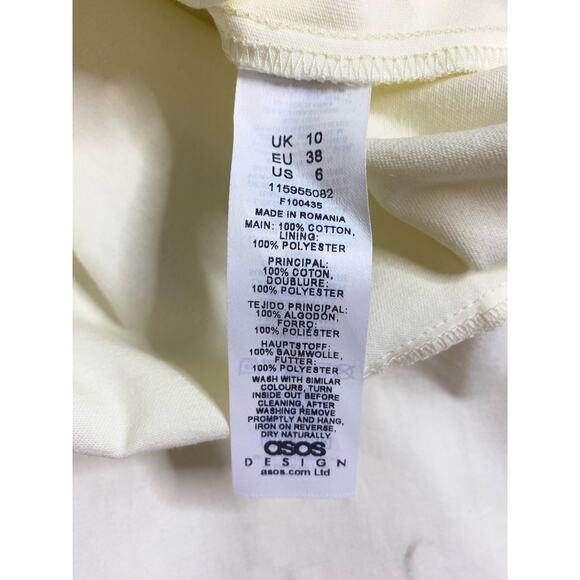 UK 10
EU 38
US 6
115955082
F100435
MADE IN ROMANIA
MAIN: 100% COTTON,
LINING:
100% POLYESTER
PRINCIPAL:
100% COTON,
DOUBLURE:
100% POLYESTER
TEJIDO PRINCIPAL:
100% ALGODÓN,
FORRO:
100% POLIÉSTER
HAUPTSTOFF:
100% BAUMWOLLE,
FUTTER:
100% POLYESTER
WASH WITH SIMILAR
COLOURS, TURN
INSIDE OUT BEFORE
CLEANING, AFTER
WASHING REMOVE
PROMPTLY AND HANG,
IRON ON REVERSE,
DRY NATURALLY
asos
DESIGN
asos.com Ltd